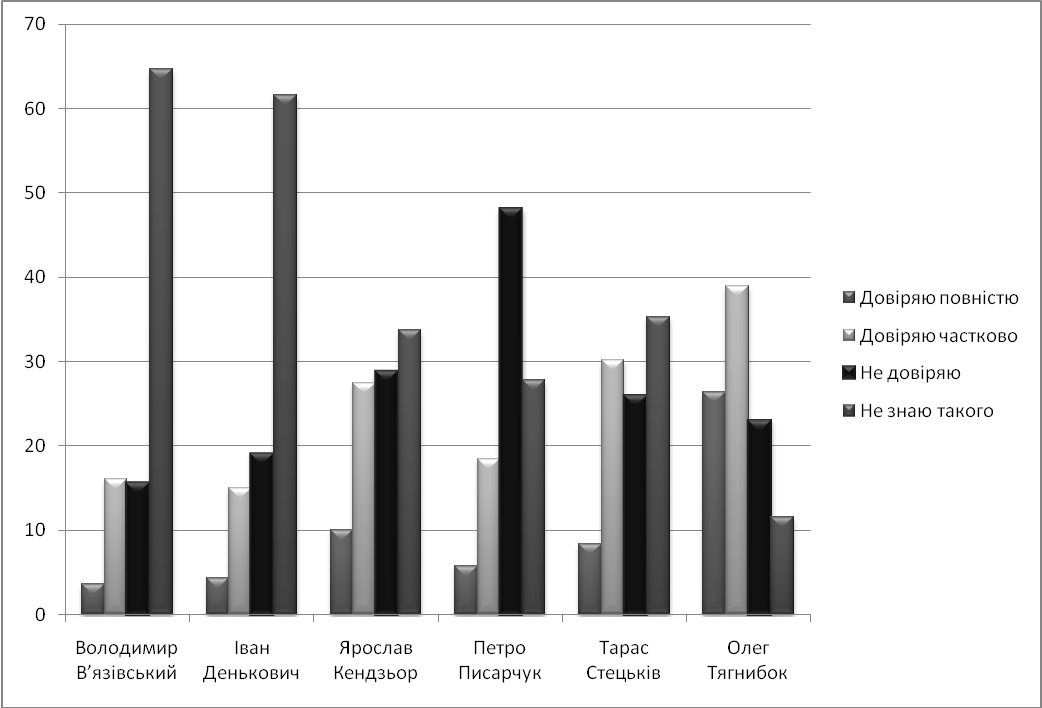 70
60
50
40
30
20
10
0
Володимир
В’язівський
Іван
Денькович
Ярослав
Кендзьор
Петро
Писарчук
Тарас
Стецьків
Олег
Тягнибок
Довіряю повністю
Довіряю частково
Не довіряю
Не знаю такого